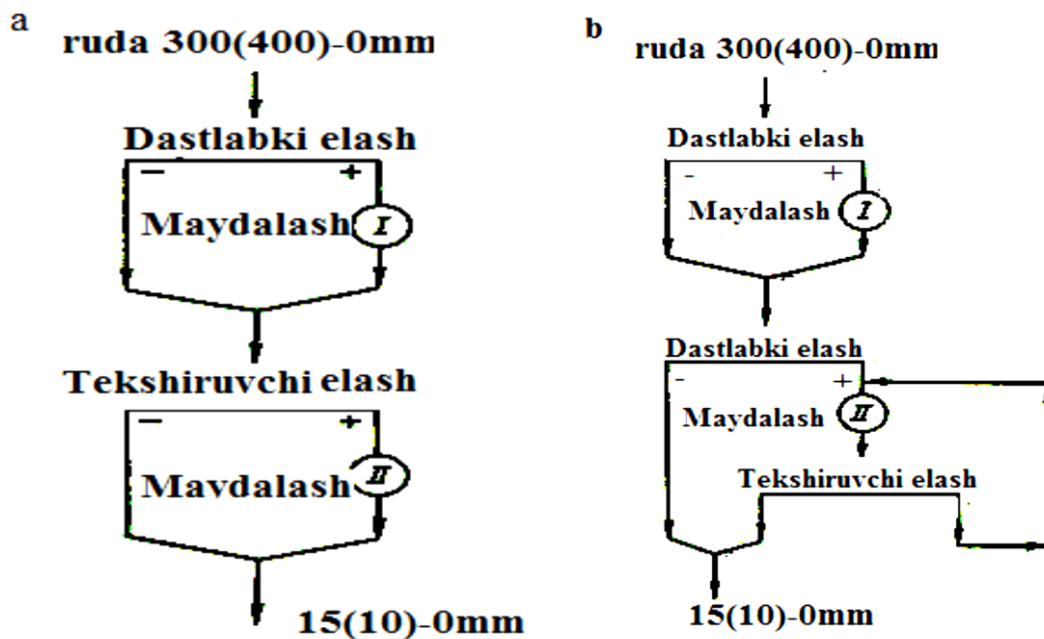 a
ruda 300(400)-0mm
Dastlabki elash
− +
Maydalash I
Tekshiruvchi elash
− +
Mavdalash II
15(10)-0mm
b
ruda 300(400)-0mm
Dastlabki elash
- +
Maydalash I
Dastlabki elash
- +
Maydalash II
Tekshiruvchi elash
15(10)-0mm